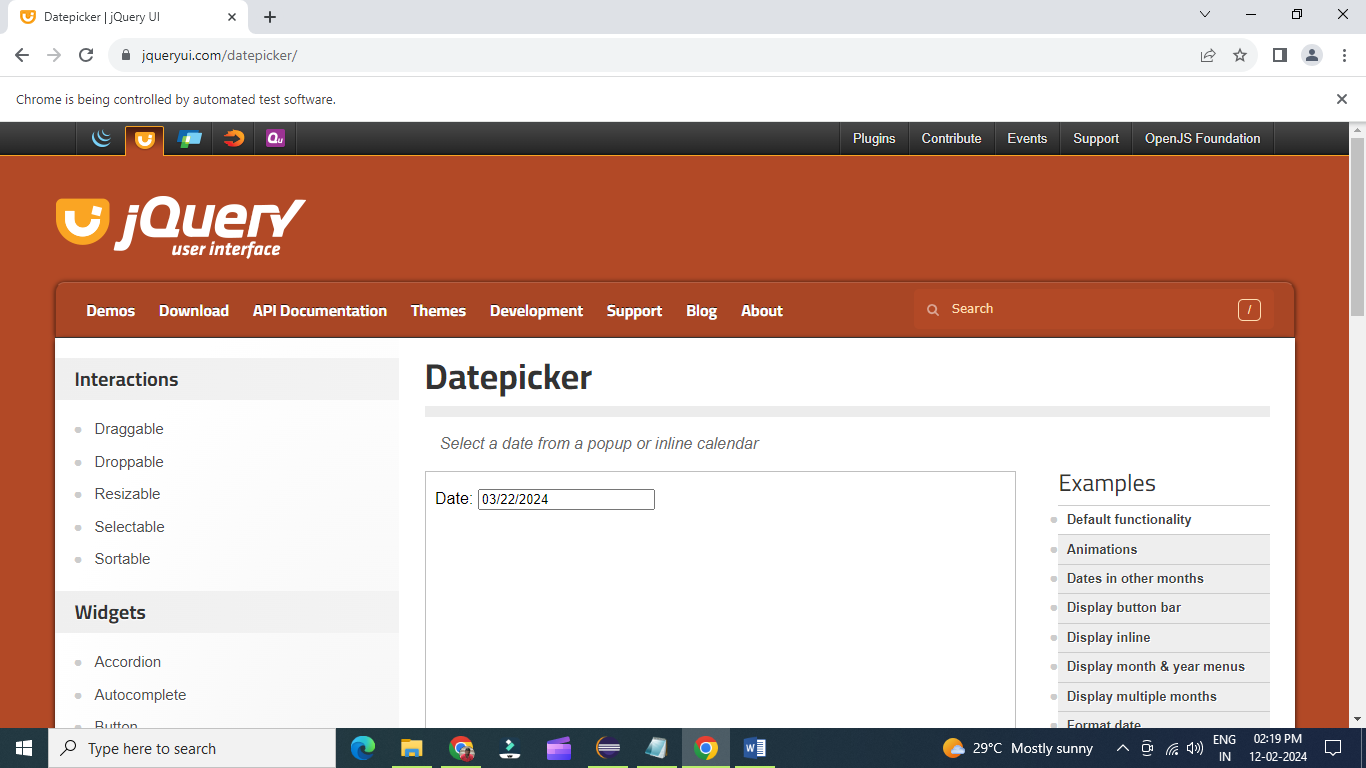 Datepicker | jQuery UI
jqueryui.com/datepicker/
Chrome is being controlled by automated test software.
Qu
Plugins Contribute Events Support OpenJS Foundation
jQuery
user interface
Demos Download API Documentation Themes Development Support Blog About Search /
Interactions
Draggable
Droppable
Resizable
Selectable
Sortable
Widgets
Accordion
Autocomplete
Button
Datepicker
Select a date from a popup or inline calendar
Date: 03/22/2024
Examples
Default functionality
Animations
Dates in other months
Display button bar
Display inline
Display month & year menus
Display multiple months
Format date
Type here to search
29°C Mostly sunny
ENG
IN
02:19 PM
12-02-2024